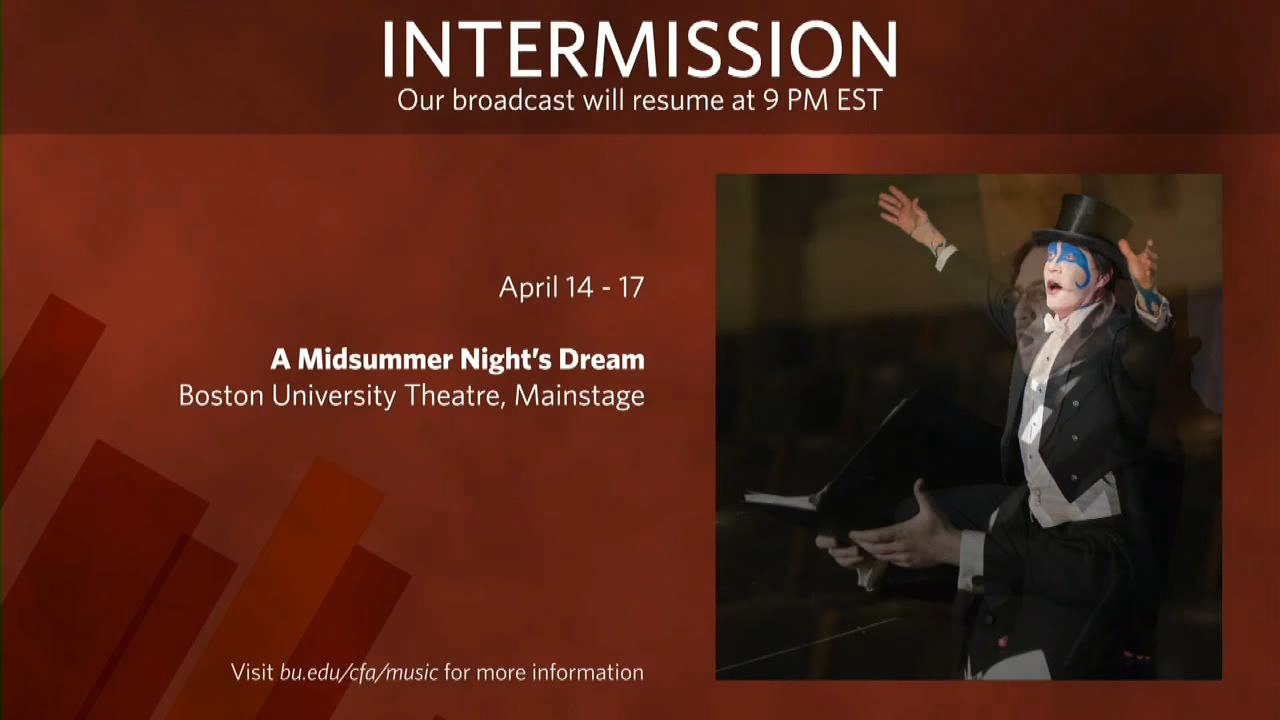 INTERMISSION
Our broadcast will resume at 9 PM EST
April 14 - 17
A Midsummer Night's Dream
Boston University Theatre, Mainstage
Visit bu.edu/cfa/music for more information